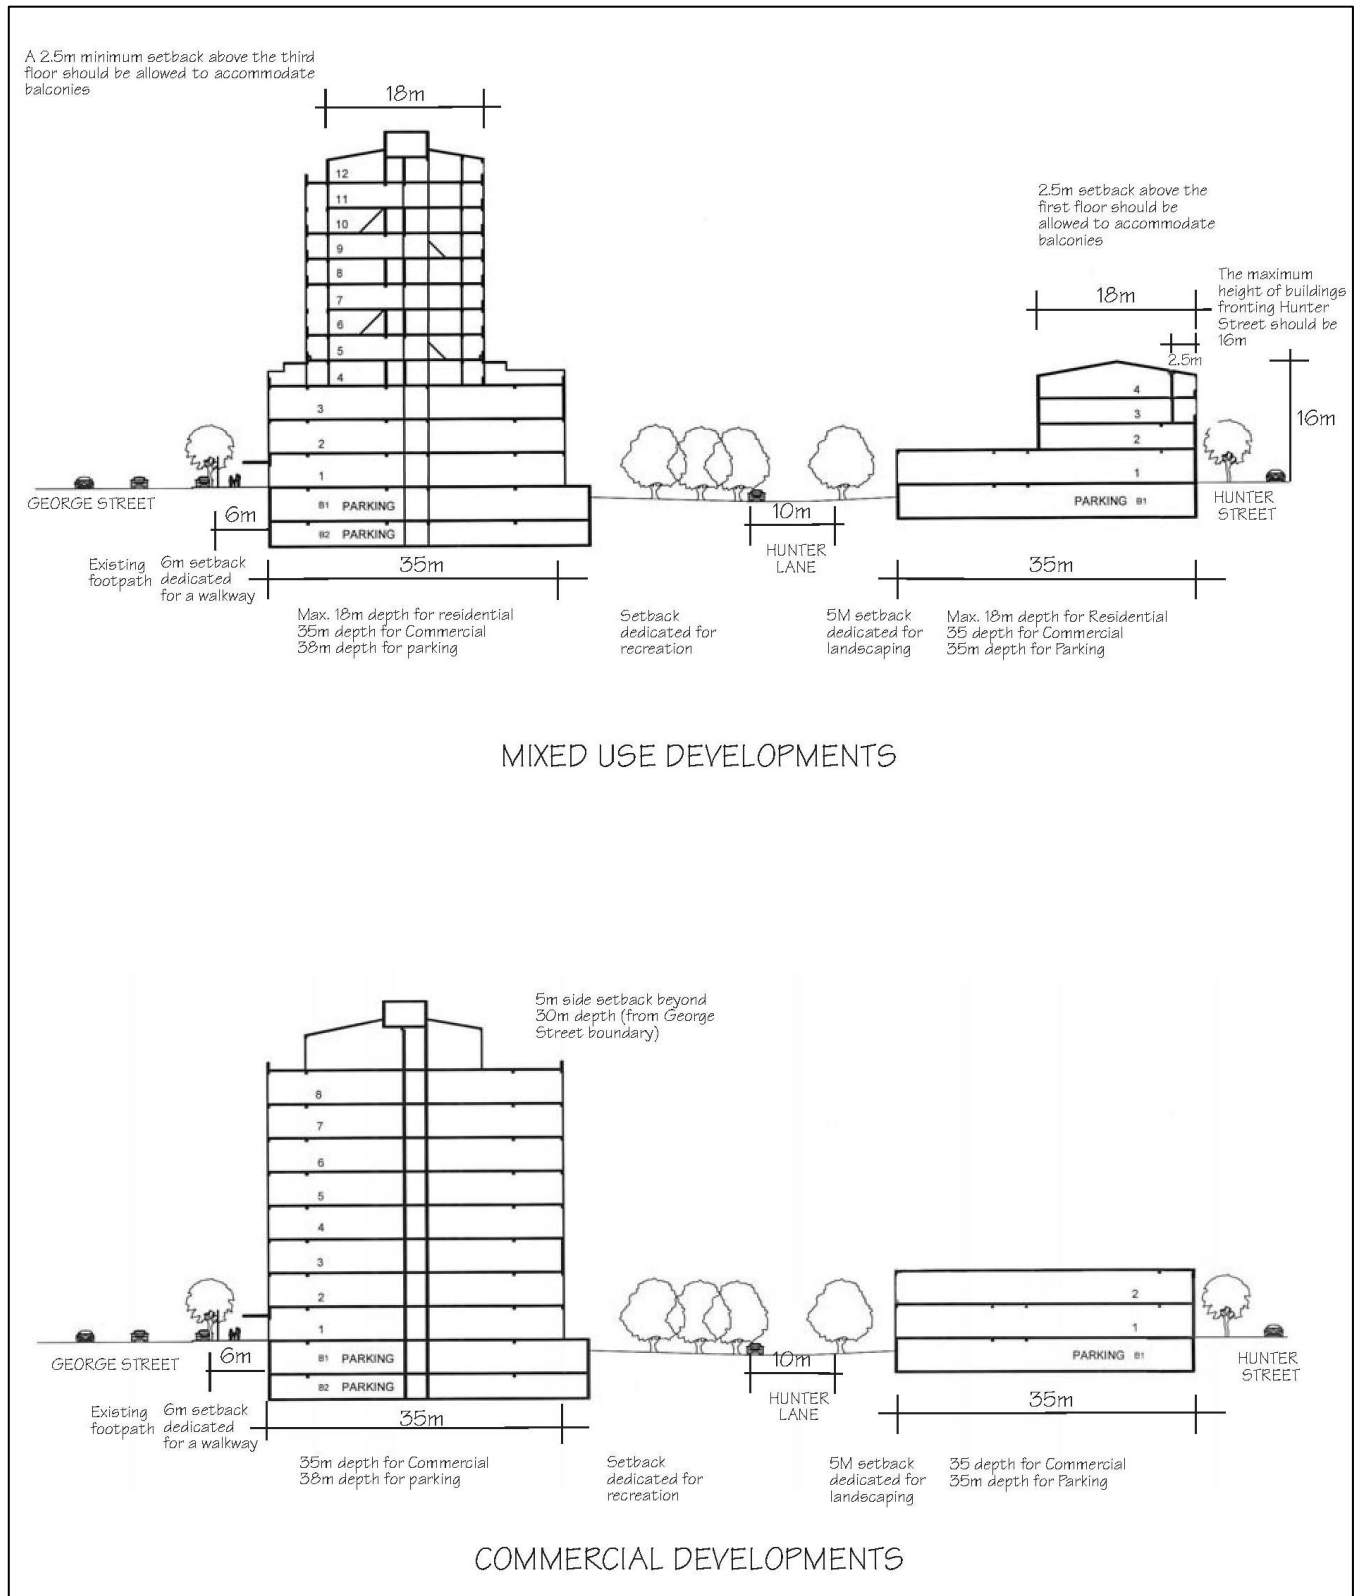 A 2.5m minimum setback above the third
floor should be allowed to accommodate
balconies
18m
12
11
10
9
8
7
6
5
4
3
2
1
B1 PARKING
B2 PARKING
2.5m setback above the
first floor should be
allowed to accommodate
balconies
The maximum
height of buildings
fronting Hunter
Street should be
16m
18m
2.5m
16m
4
3
2
1
PARKING B1
GEORGE STREET
6m
10m
HUNTER
LANE
HUNTER
STREET
Existing
footpath
6m setback
dedicated
for a walkway
35m
35m
Max. 18m depth for residential
35m depth for Commercial
38m depth for parking
Setback
dedicated for
recreation
5M setback
dedicated for
landscaping
Max. 18m depth for Residential
35 depth for Commercial
35m depth for Parking
MIXED USE DEVELOPMENTS
5m side setback beyond
30m depth (from George
Street boundary)
8
7
6
5
4
3
2
1
B1 PARKING
B2 PARKING
2
1
PARKING B1
GEORGE STREET
6m
10m
HUNTER
LANE
HUNTER
STREET
Existing
footpath
6m setback
dedicated
for a walkway
35m
35m
35m depth for Commercial
38m depth for parking
Setback
dedicated for
recreation
5M setback
dedicated for
landscaping
35 depth for Commercial
35m depth for Parking
COMMERCIAL DEVELOPMENTS